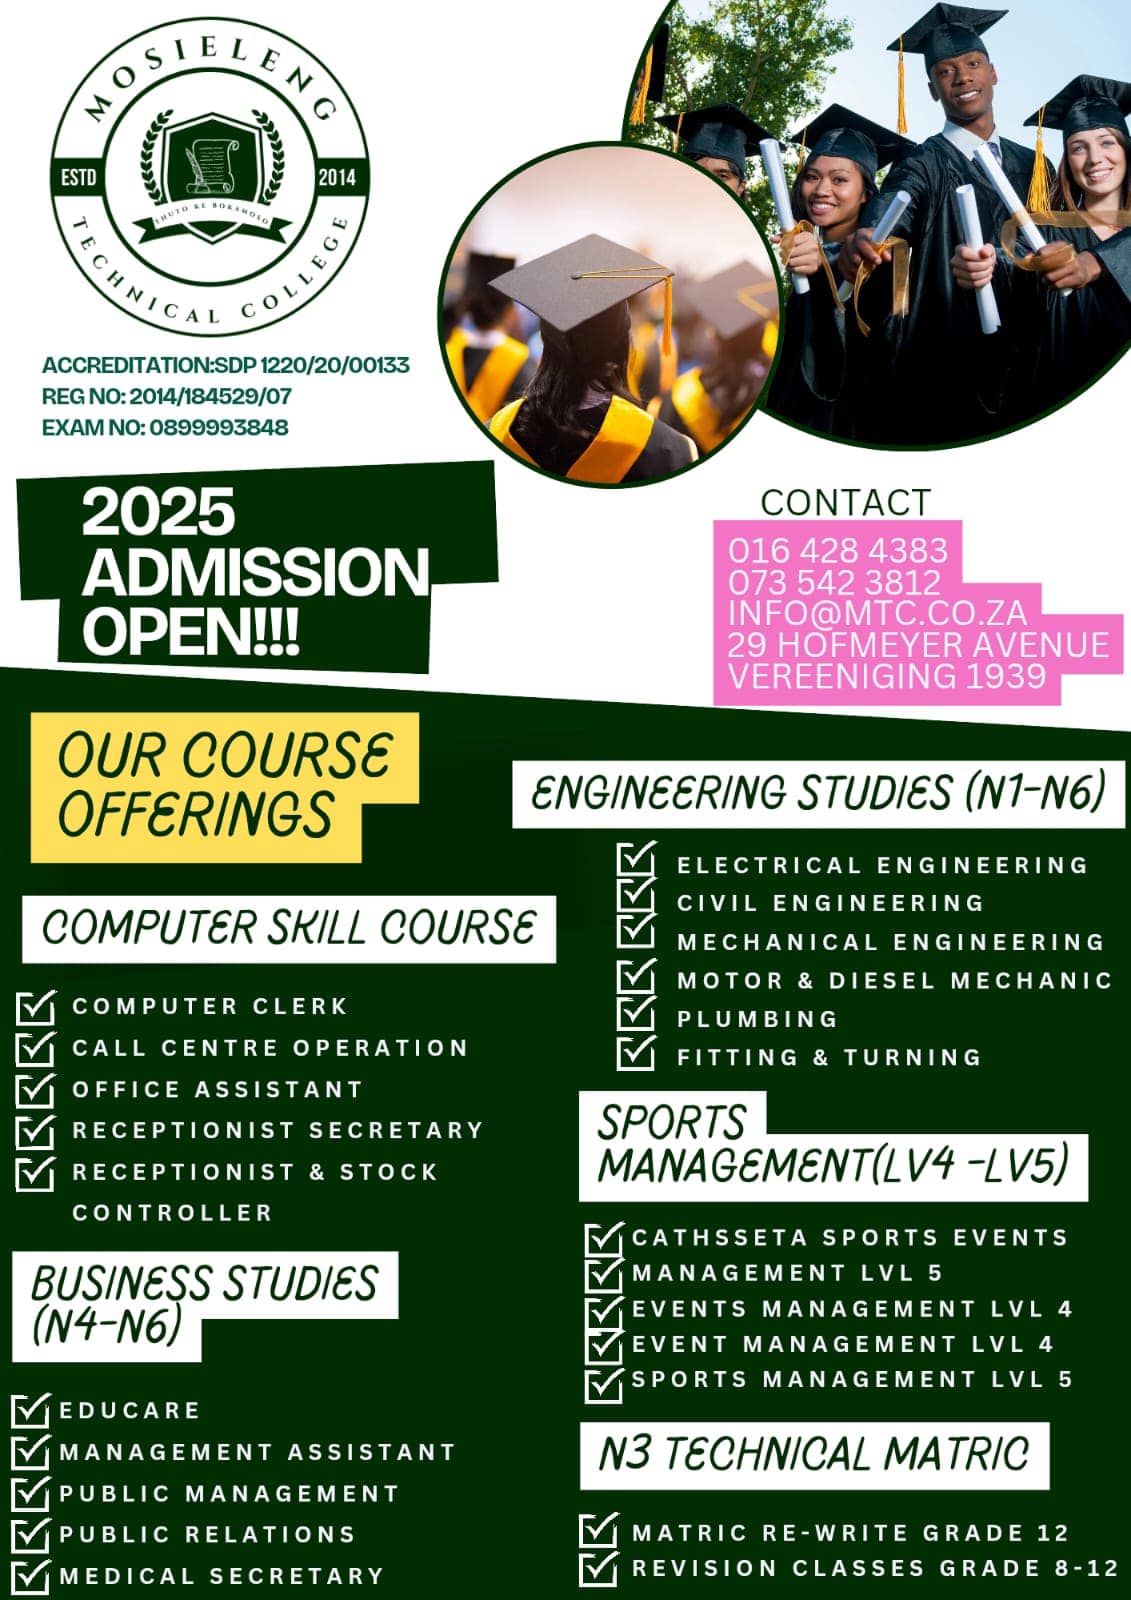 MOSIELENG
ESTD 2014
THUTO KE BOKAMOSO
TECHNICAL COLLEGE
ACCREDITATION:SDP 1220/20/00133
REG NO: 2014/184529/07
EXAM NO: 0899993848
2025
ADMISSION
OPEN!!!
CONTACT
016 428 4383
073 542 3812
INFO@MTC.CO.ZA
29 HOFMEYER AVENUE
VEREENIGING 1939
OUR COURSE
OFFERINGS
COMPUTER SKILL COURSE
COMPUTER CLERK
CALL CENTRE OPERATION
OFFICE ASSISTANT
RECEPTIONIST SECRETARY
RECEPTIONIST & STOCK
CONTROLLER
BUSINESS STUDIES
(N4-N6)
EDUCARE
MANAGEMENT ASSISTANT
PUBLIC MANAGEMENT
PUBLIC RELATIONS
MEDICAL SECRETARY
ENGINEERING STUDIES (N1-N6)
ELECTRICAL ENGINEERING
CIVIL ENGINEERING
MECHANICAL ENGINEERING
MOTOR & DIESEL MECHANIC
PLUMBING
FITTING & TURNING
SPORTS
MANAGEMENT(LV4 -LV5)
CATHSSETA SPORTS EVENTS
MANAGEMENT LVL 5
EVENTS MANAGEMENT LVL 4
EVENT MANAGEMENT LVL 4
SPORTS MANAGEMENT LVL 5
N3 TECHNICAL MATRIC
MATRIC RE-WRITE GRADE 12
REVISION CLASSES GRADE 8-12